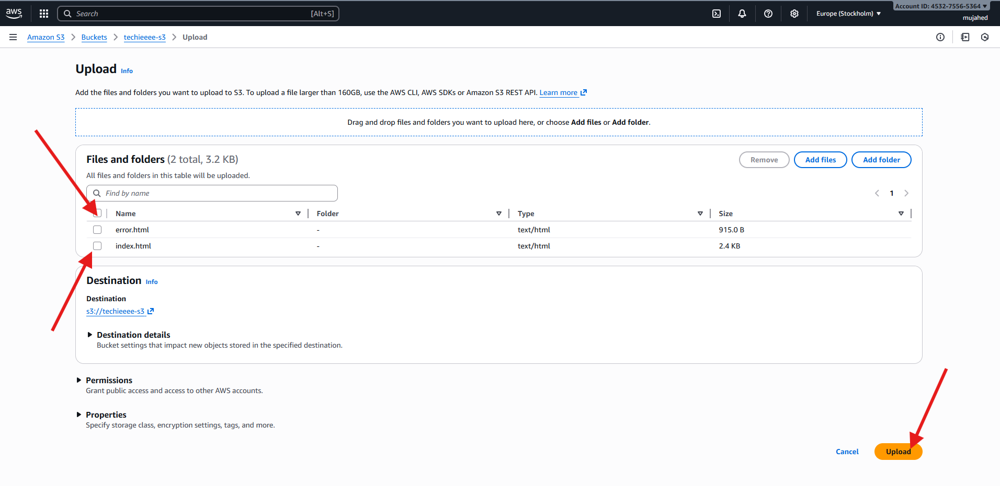 aws Search [Alt+S] Europe (Stockholm) Account ID: 4532-7556-5364
mujahed
Amazon S3 Buckets techieeee-s3 Upload
Upload Info
Add the files and folders you want to upload to S3. To upload a file larger than 160GB, use the AWS CLI, AWS SDKs or Amazon S3 REST API. Learn more
Drag and drop files and folders you want to upload here, or choose Add files or Add folder.
Files and folders (2 total, 3.2 KB) Remove Add files Add folder
All files and folders in this table will be uploaded.
Find by name 1
Name Folder Type Size
error.html - text/html 915.0 B
index.html - text/html 2.4 KB
Destination Info
Destination
s3://techieeee-s3
Destination details
Bucket settings that impact new objects stored in the specified destination.
Permissions
Grant public access and access to other AWS accounts.
Properties
Specify storage class, encryption settings, tags, and more.
Cancel Upload